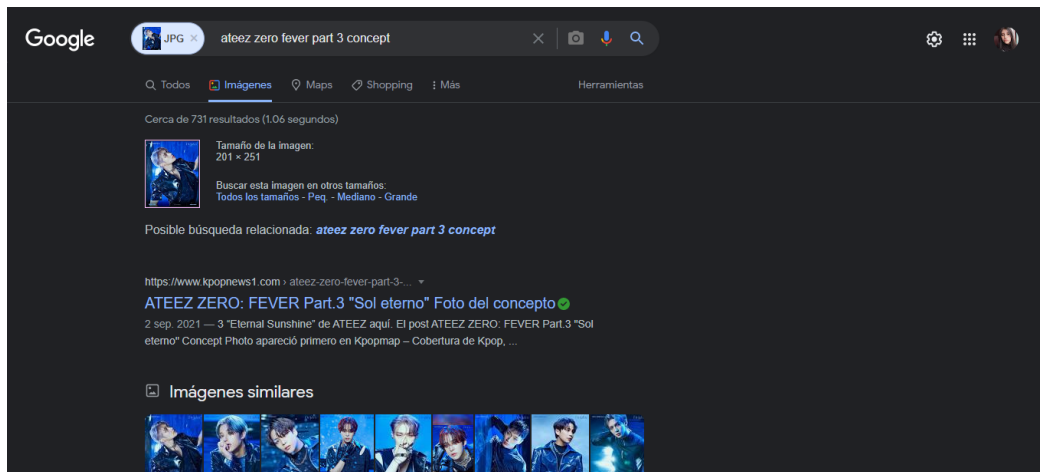 Google
JPG × ateez zero fever part 3 concept
Todos Imágenes Maps Shopping Más Herramientas
Cerca de 731 resultados (1.06 segundos)
Tamaño de la imagen:
201 × 251
Buscar esta imagen en otros tamaños:
Todos los tamaños - Peq. - Mediano - Grande
Posible búsqueda relacionada: ateez zero fever part 3 concept
https://www.kpopnews1.com › ateez-zero-fever-part-3-...
ATEEZ ZERO: FEVER Part.3 "Sol eterno" Foto del concepto
2 sep. 2021 — 3 "Eternal Sunshine" de ATEEZ aquí. El post ATEEZ ZERO: FEVER Part.3 "Sol
eterno" Concept Photo apareció primero en Kpopmap – Cobertura de Kpop, ...
Imágenes similares